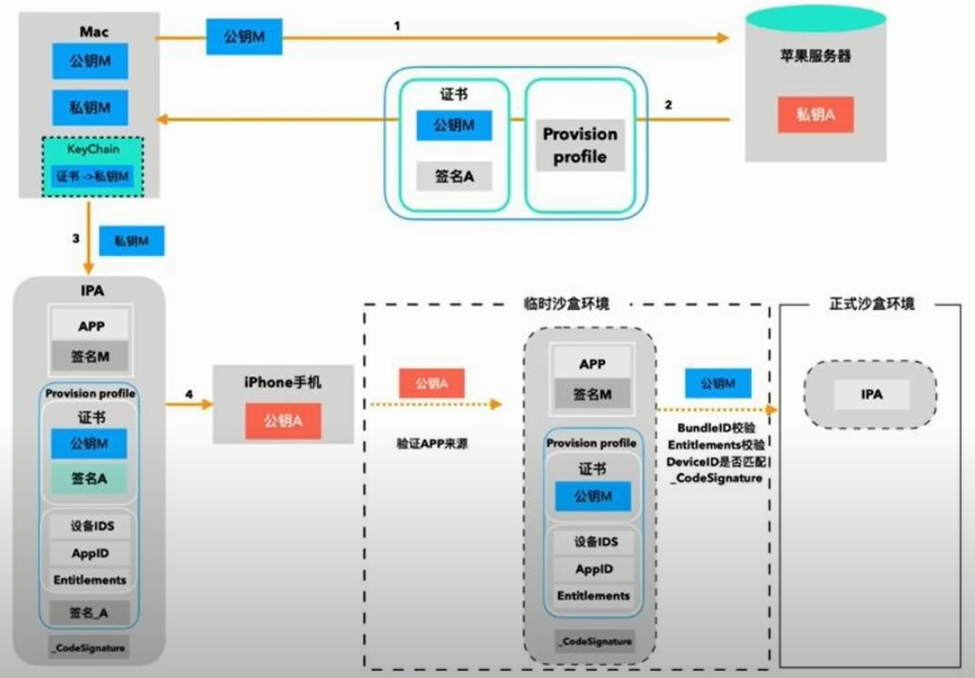 Mac
公钥M
私钥M
KeyChain
证书 ->私钥M
公钥M
1
苹果服务器
私钥A
2
证书
公钥M
签名A
Provision
profile
3
私钥M
IPA
APP
签名M
Provision profile
证书
公钥M
签名A
设备IDS
AppID
Entitlements
签名_A
_CodeSignature
4
iPhone手机
公钥A
临时沙盒环境
公钥A
验证APP来源
APP
签名M
Provision profile
证书
公钥M
设备IDS
AppID
Entitlements
_CodeSignature
公钥M
BundleID校验
Entitlements校验
DeviceID是否匹配
_CodeSignature
正式沙盒环境
IPA